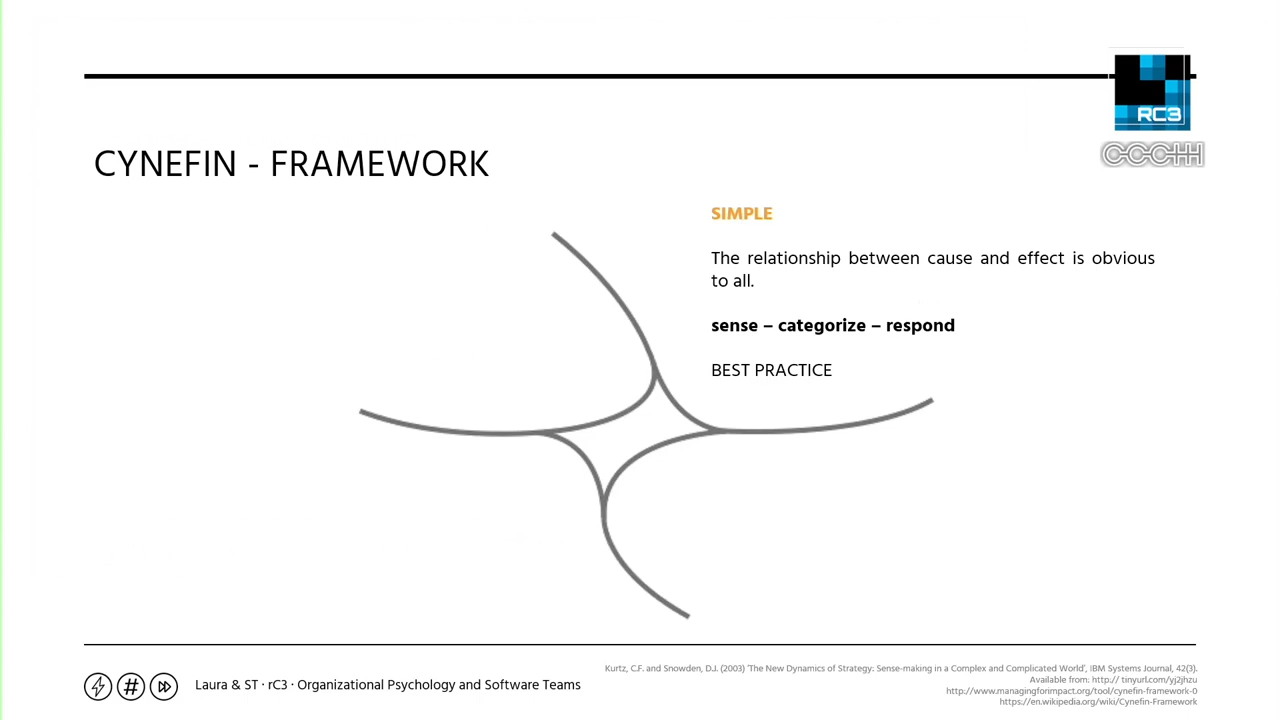 RC3
CCCHH
CYNEFIN - FRAMEWORK
SIMPLE
The relationship between cause and effect is obvious
to all.
sense – categorize – respond
BEST PRACTICE
#
Laura & ST · rC3 · Organizational Psychology and Software Teams
Kurtz, C.F. and Snowden, D.J. (2003) 'The New Dynamics of Strategy: Sense-making in a Complex and Complicated World', IBM Systems Journal, 42(3).
Available from: http:// tinyurl.com/yj2jhzu
http://www.managingforimpact.org/tool/cynefin-framework-0
https://en.wikipedia.org/wiki/Cynefin-Framework